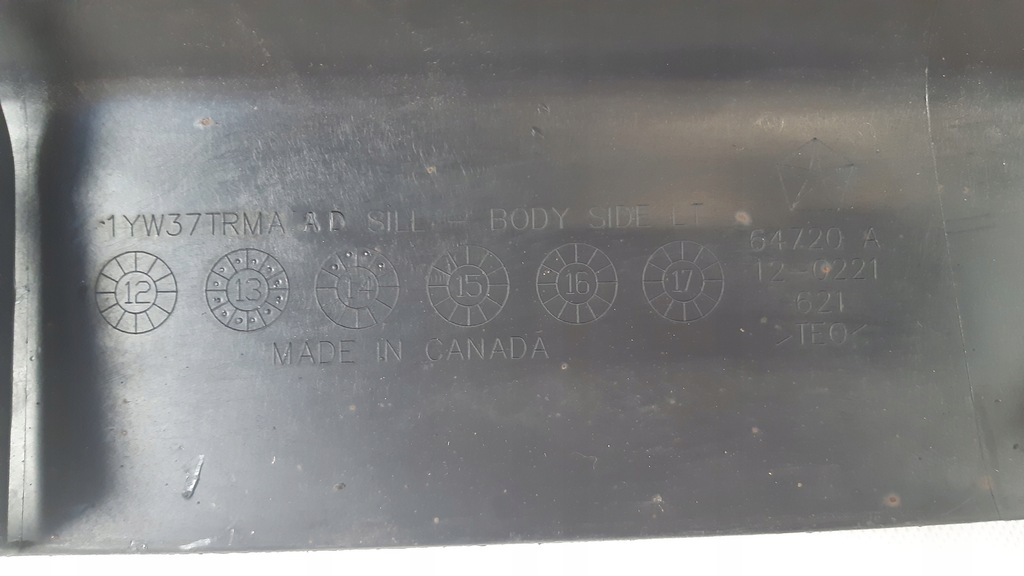 1YW37TRMA AD SILL - BODY SIDE LT
12 13 14 15 16 17
MADE IN CANADA
64720 A
12-0221
621
>TEO<